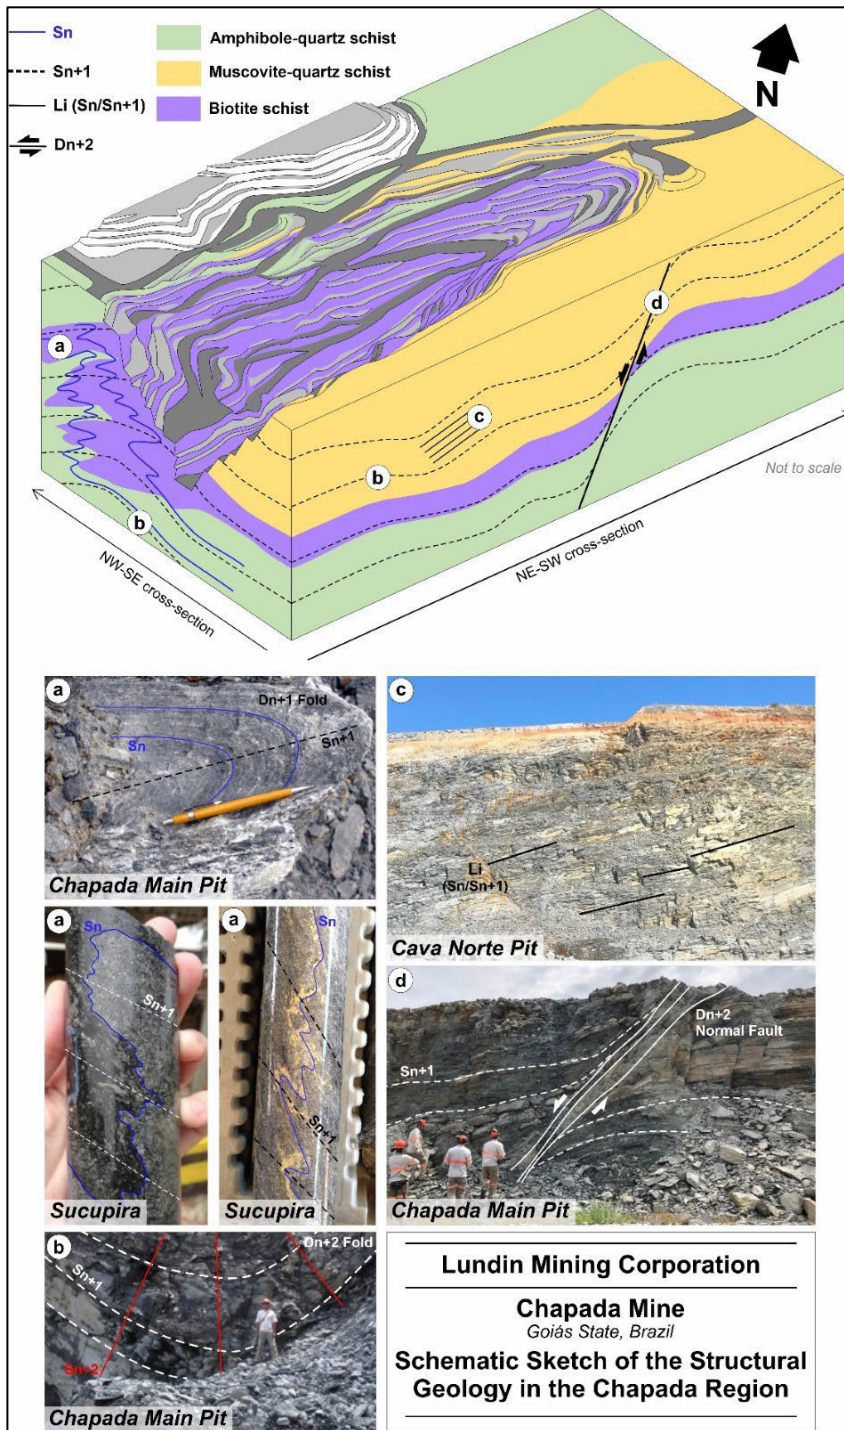 Sn
Sn+1
Li (Sn/Sn+1)
Dn+2
Amphibole-quartz schist
Muscovite-quartz schist
Biotite schist
N
a
b
b
c
d
Not to scale
NW-SE cross-section
NE-SW cross-section
a
Dn+1 Fold
Sn
Sn+1
Chapada Main Pit
c
Li
(Sn/Sn+1)
Cava Norte Pit
a
Sn
Sn+1
Sucupira
a
Sn
Sn+1
Sucupira
d
Dn+2
Normal Fault
Sn+1
Chapada Main Pit
b
Dn+2 Fold
Sn+1
Sn+2
Chapada Main Pit
Lundin Mining Corporation
Chapada Mine
Goiás State, Brazil
Schematic Sketch of the Structural
Geology in the Chapada Region